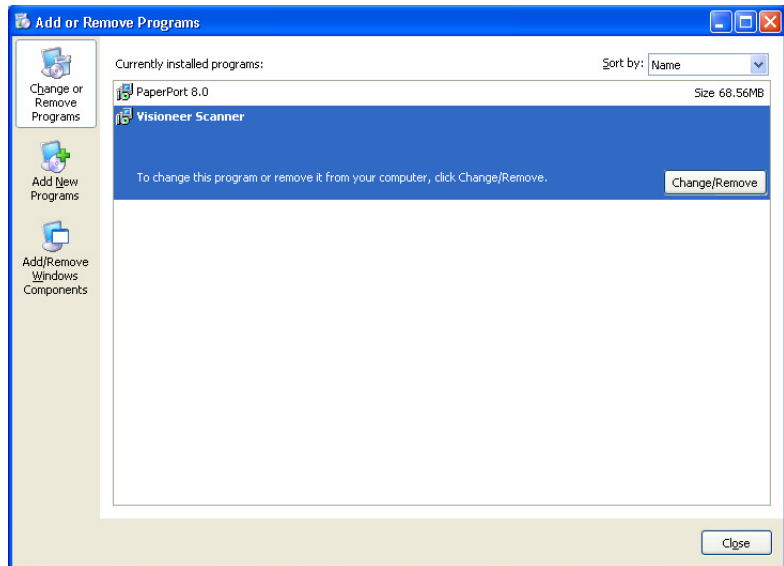 Add or Remove Programs
Change or
Remove
Programs
Add New
Programs
Add/Remove
Windows
Components
Currently installed programs:
Sort by: Name
PaperPort 8.0 Size 68.56MB
Visioneer Scanner
To change this program or remove it from your computer, click Change/Remove. Change/Remove
Close